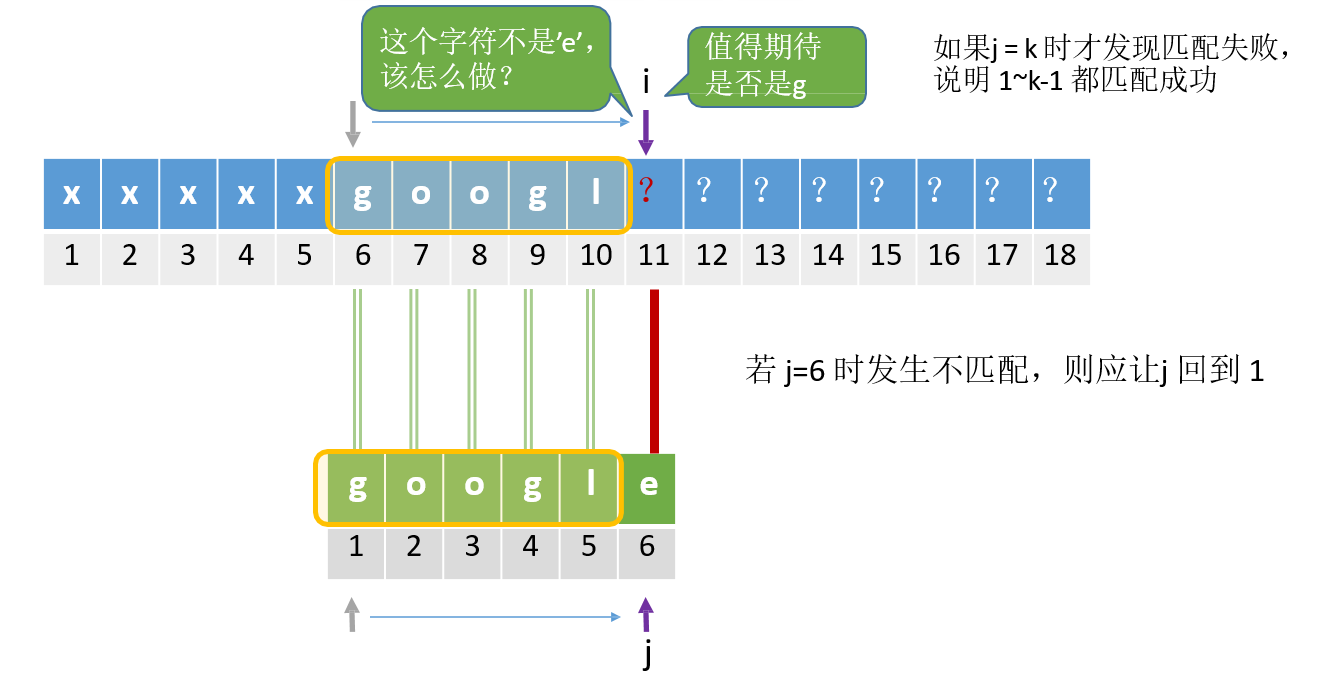 这个字符不是’e’，
该怎么做？
值得期待
是否是g
i
如果j = k 时才发现匹配失败，
说明 1~k-1 都匹配成功
x x x x x g o o g l ? ? ? ? ? ? ? ?
1 2 3 4 5 6 7 8 9 10 11 12 13 14 15 16 17 18
若 j=6 时发生不匹配，则应让j 回到 1
g o o g l e
1 2 3 4 5 6
j